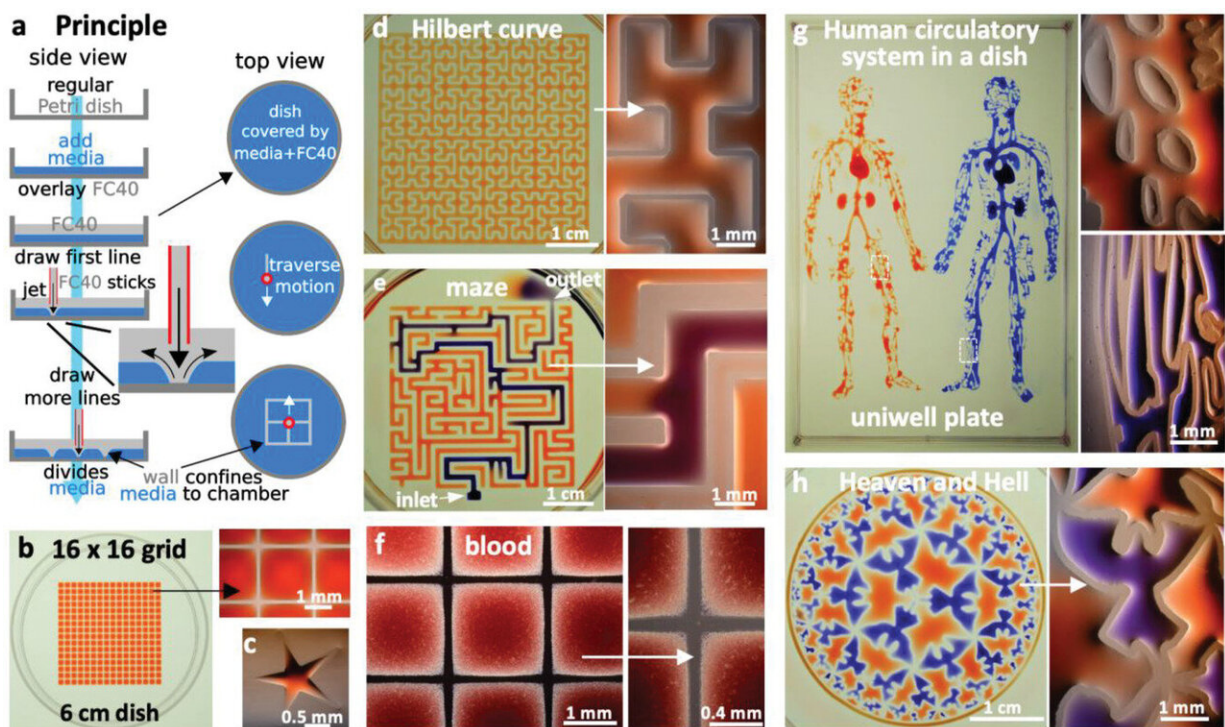 a Principle
side view
regular
Petri dish
add
media
overlay FC40
FC40
draw first line
jet
FC40 sticks
draw
more lines
divides
media
wall confines
media to chamber
top view
dish
covered by
media+FC40
traverse
motion
b 16 x 16 grid
6 cm dish
1 mm
c
0.5 mm
d Hilbert curve
1 cm
1 mm
e maze
outlet
inlet
1 cm
1 mm
f blood
1 mm
0.4 mm
g Human circulatory
system in a dish
uniwell plate
1 mm
1 mm
h Heaven and Hell
1 cm
1 mm